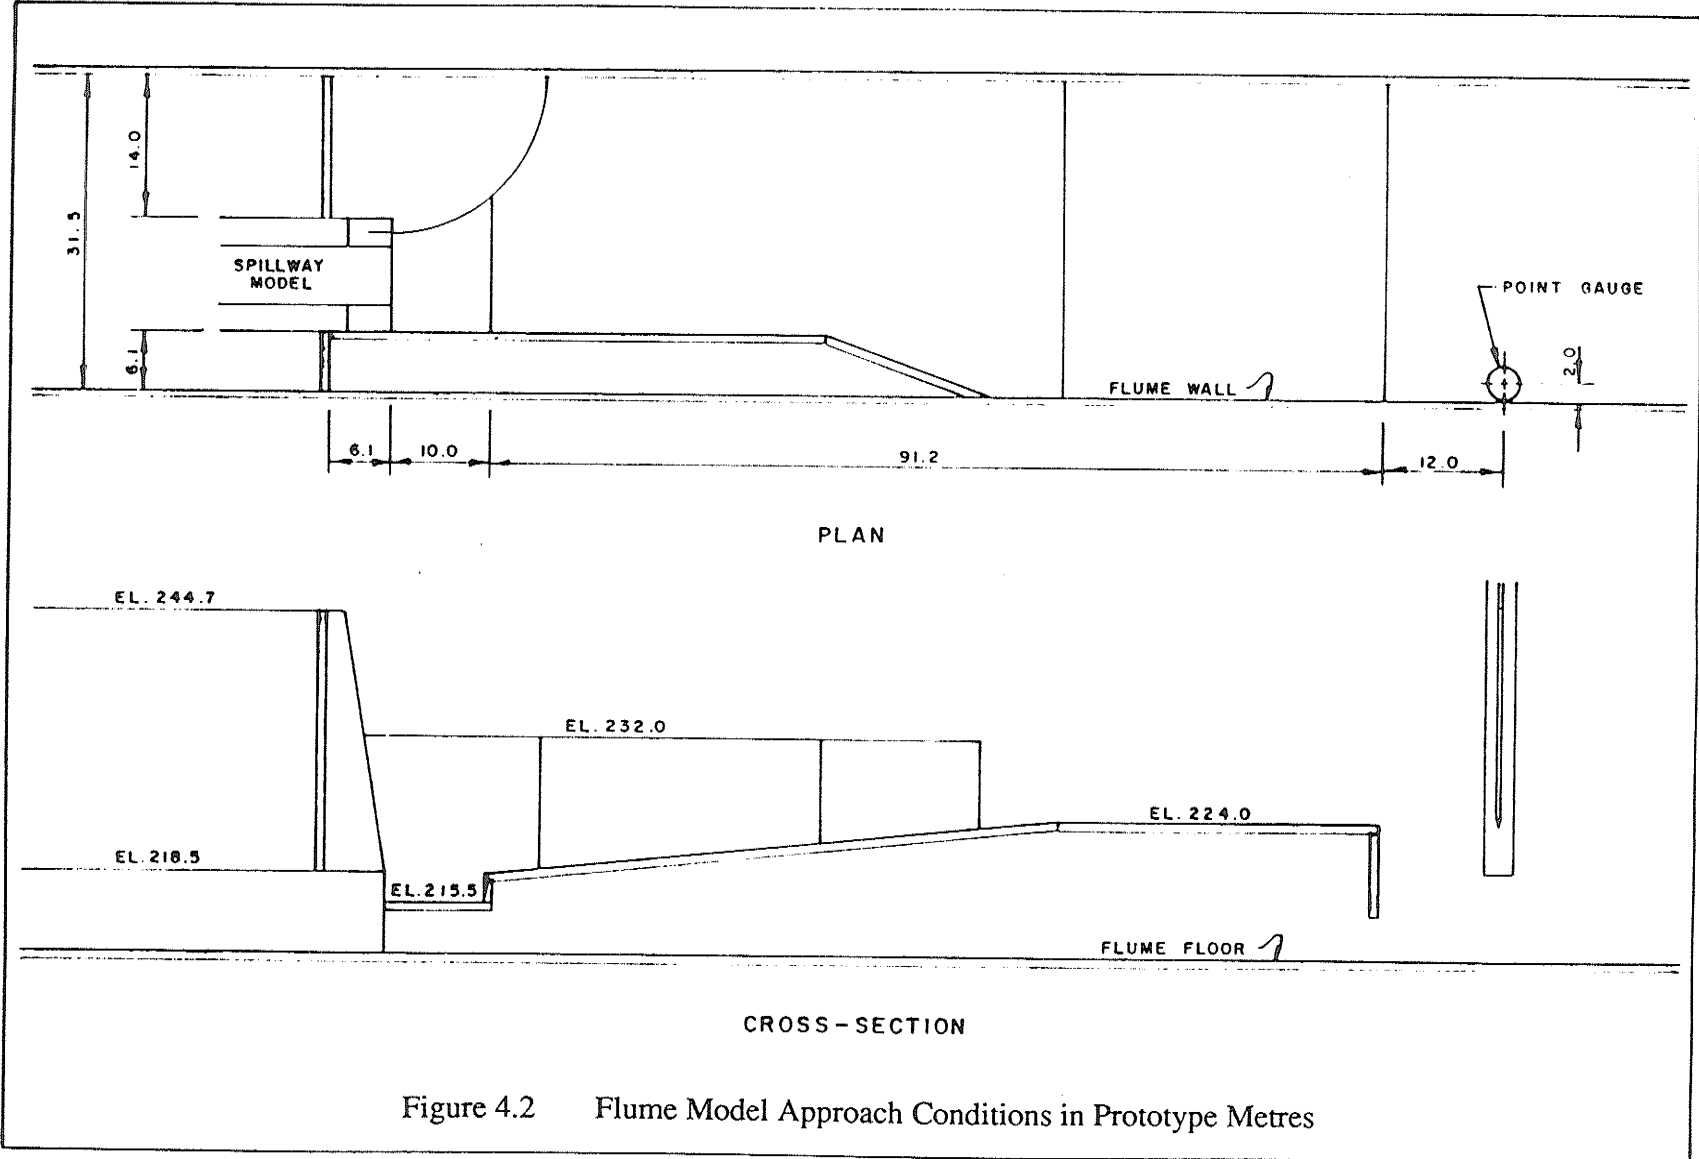 14.0
31.5
SPILLWAY
MODEL
6.1
POINT GAUGE
2.0
FLUME WALL
6.1
10.0
91.2
12.0
PLAN
EL. 244.7
EL. 232.0
EL. 224.0
EL. 218.5
EL. 215.5
FLUME FLOOR
CROSS-SECTION
Figure 4.2 Flume Model Approach Conditions in Prototype Metres